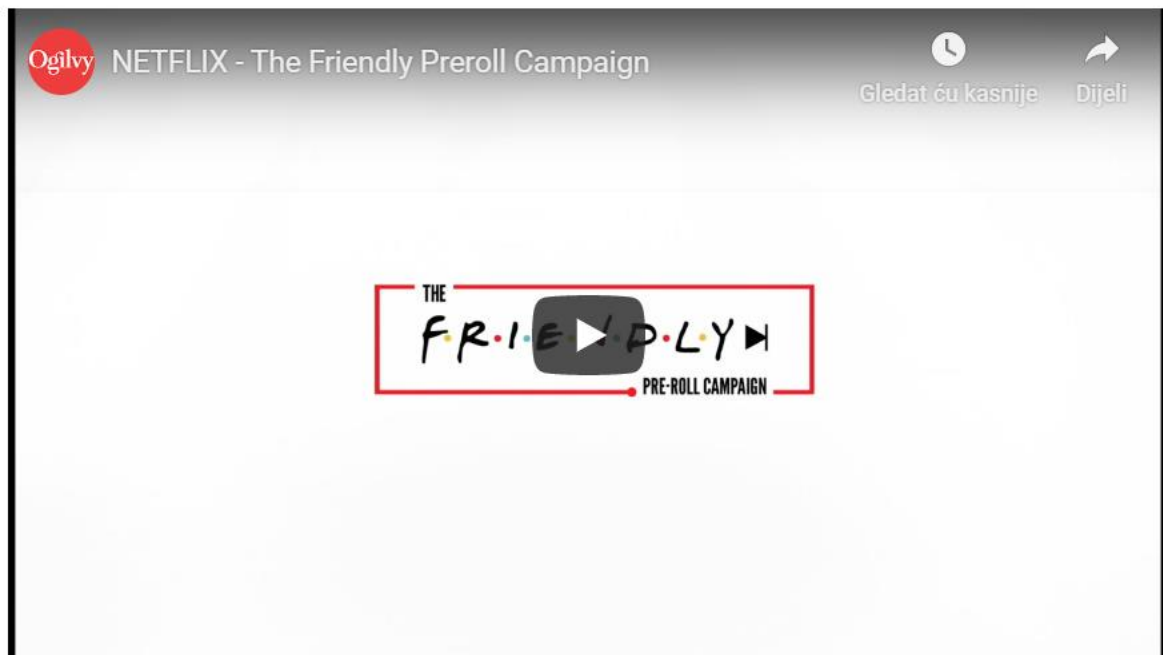 Ogilvy
NETFLIX - The Friendly Preroll Campaign
Gledat ću kasnije
Dijeli
THE
F·R·I·E·N·D·L·Y
PRE-ROLL CAMPAIGN